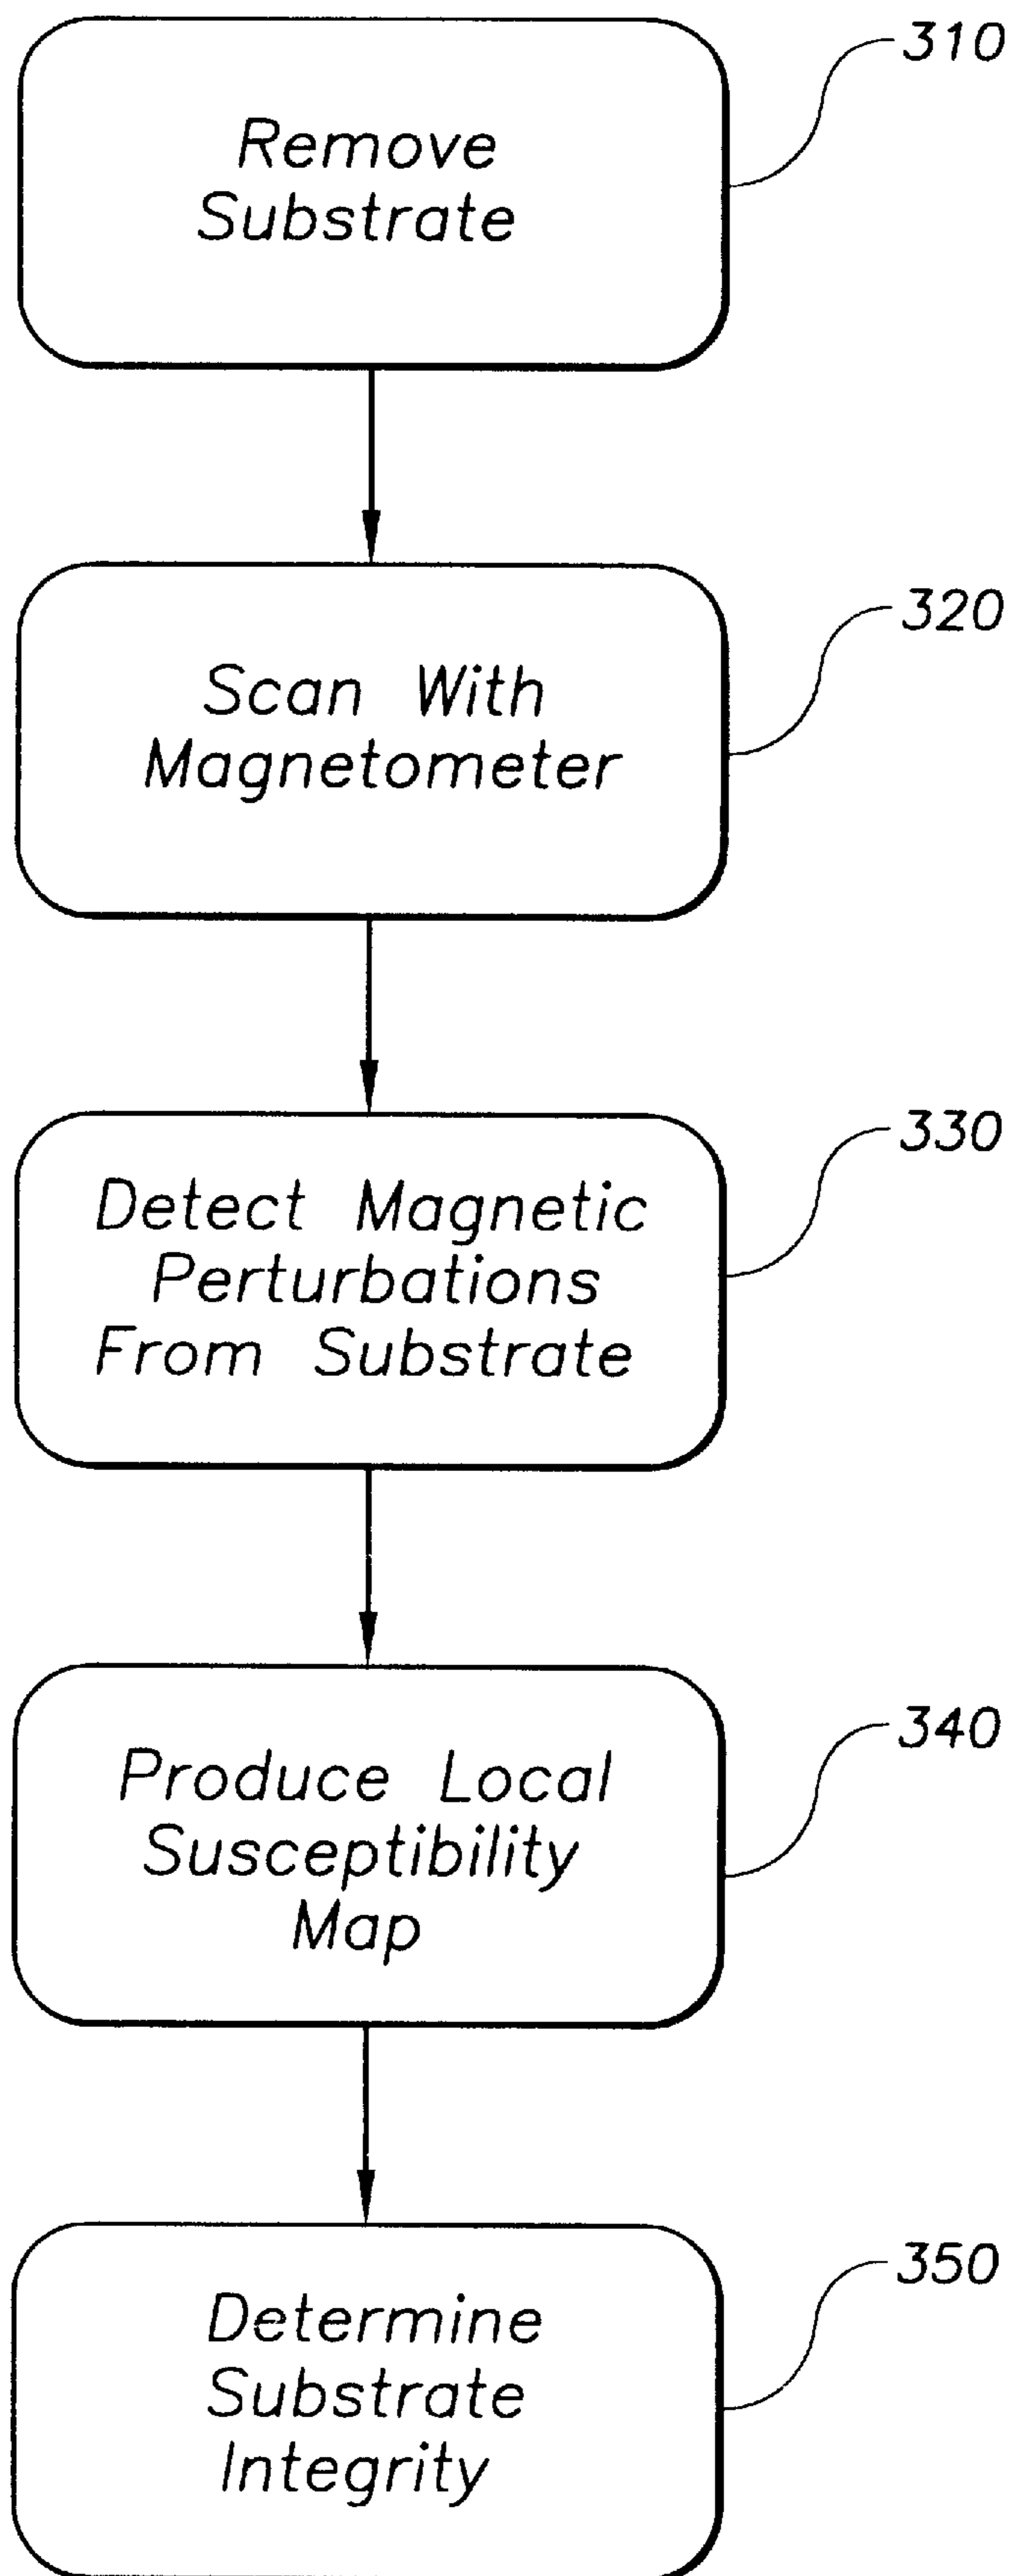 310
Remove
Substrate
320
Scan With
Magnetometer
330
Detect Magnetic
Perturbations
From Substrate
340
Produce Local
Susceptibility
Map
350
Determine
Substrate
Integrity